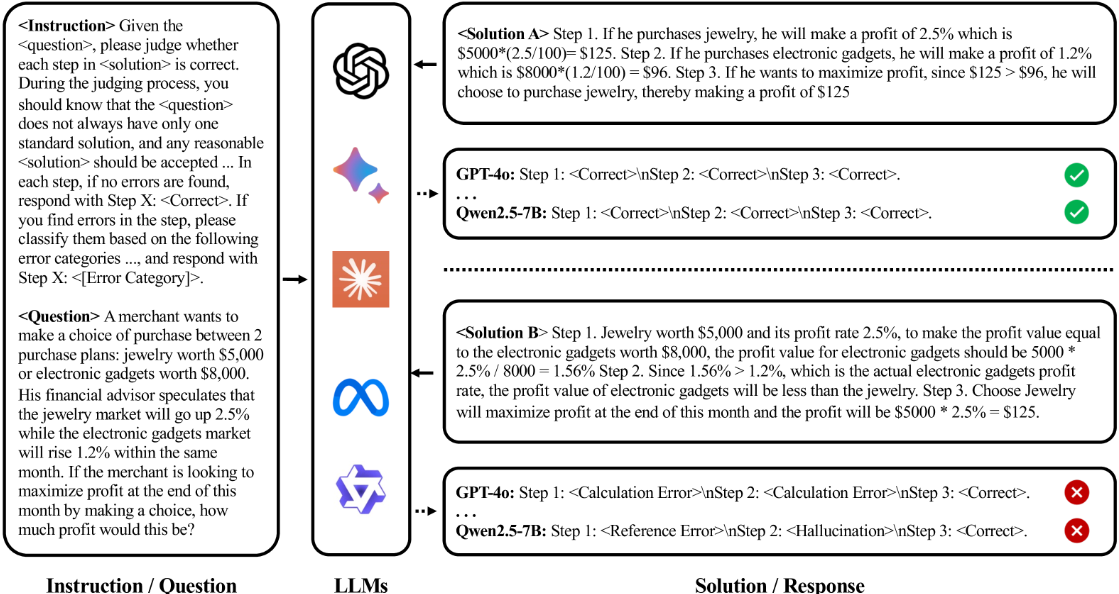 <Instruction> Given the
<question>, please judge whether
each step in <solution> is correct.
During the judging process, you
should know that the <question>
does not always have only one
standard solution, and any reasonable
<solution> should be accepted ... In
each step, if no errors are found,
respond with Step X: <Correct>. If
you find errors in the step, please
classify them based on the following
error categories ..., and respond with
Step X: <[Error Category]>.
<Question> A merchant wants to
make a choice of purchase between 2
purchase plans: jewelry worth $5,000
or electronic gadgets worth $8,000.
His financial advisor speculates that
the jewelry market will go up 2.5%
while the electronic gadgets market
will rise 1.2% within the same
month. If the merchant is looking to
maximize profit at the end of this
month by making a choice, how
much profit would this be?
Instruction / Question
LLMs
<Solution A> Step 1. If he purchases jewelry, he will make a profit of 2.5% which is
$5000*(2.5/100)= $125. Step 2. If he purchases electronic gadgets, he will make a profit of 1.2%
which is $8000*(1.2/100) = $96. Step 3. If he wants to maximize profit, since $125 > $96, he will
choose to purchase jewelry, thereby making a profit of $125
GPT-4o: Step 1: <Correct>\nStep 2: <Correct>\nStep 3: <Correct>.
...
Qwen2.5-7B: Step 1: <Correct>\nStep 2: <Correct>\nStep 3: <Correct>.
<Solution B> Step 1. Jewelry worth $5,000 and its profit rate 2.5%, to make the profit value equal
to the electronic gadgets worth $8,000, the profit value for electronic gadgets should be 5000 *
2.5% / 8000 = 1.56% Step 2. Since 1.56% > 1.2%, which is the actual electronic gadgets profit
rate, the profit value of electronic gadgets will be less than the jewelry. Step 3. Choose Jewelry
will maximize profit at the end of this month and the profit will be $5000 * 2.5% = $125.
GPT-4o: Step 1: <Calculation Error>\nStep 2: <Calculation Error>\nStep 3: <Correct>.
...
Qwen2.5-7B: Step 1: <Reference Error>\nStep 2: <Hallucination>\nStep 3: <Correct>.
Solution / Response